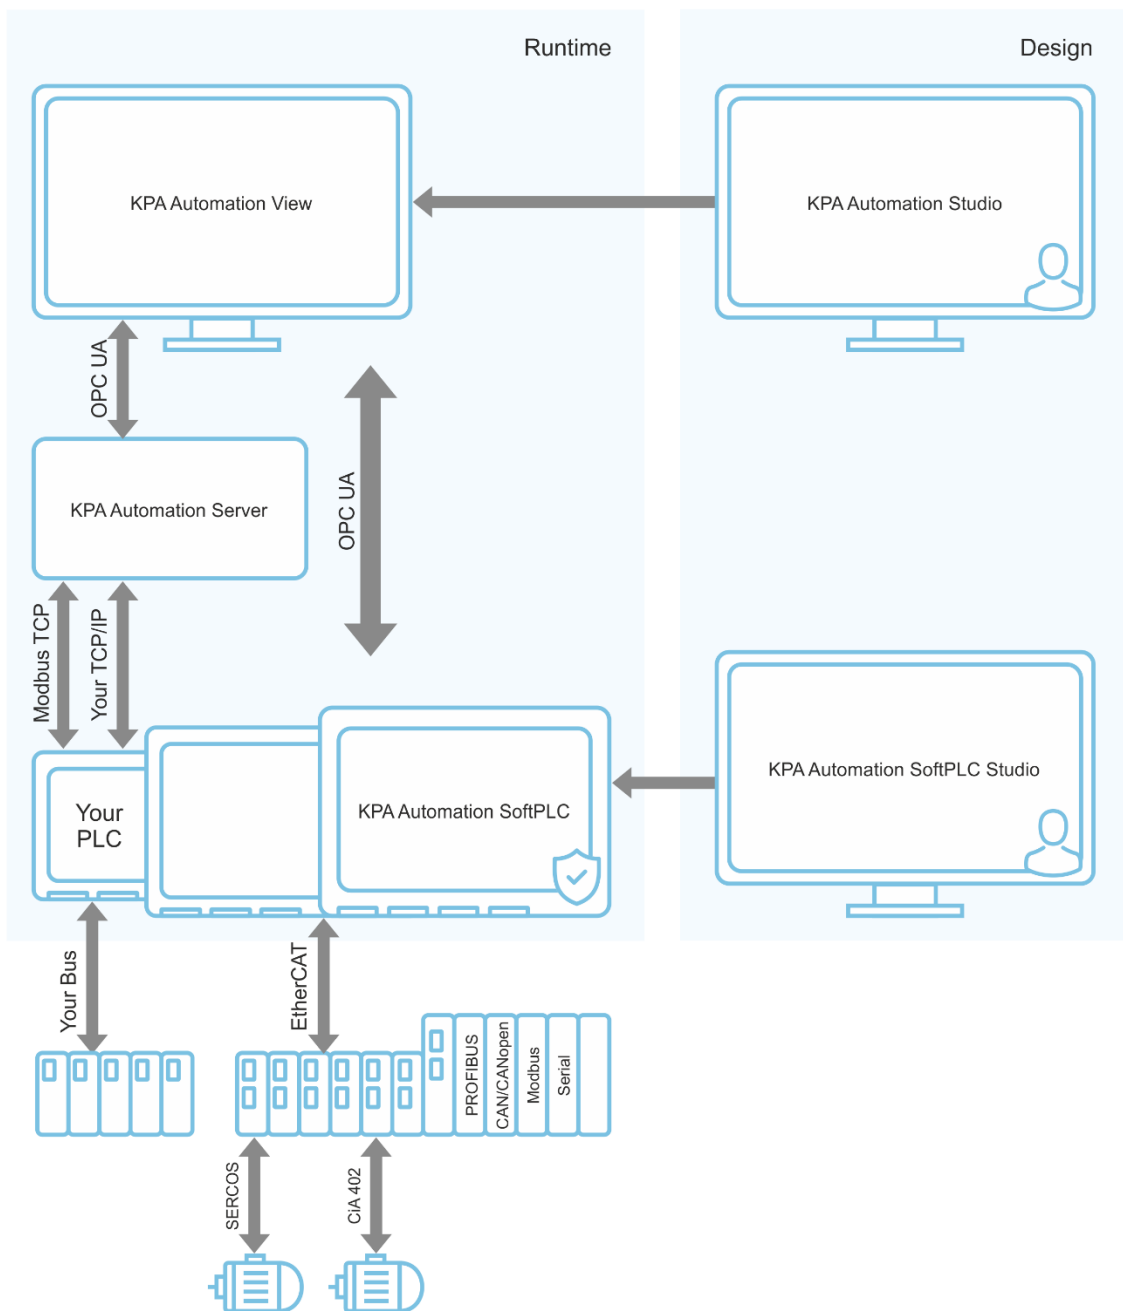 Runtime
Design
KPA Automation View
KPA Automation Studio
OPC UA
KPA Automation Server
OPC UA
Modbus TCP
Your TCP/IP
KPA Automation SoftPLC Studio
Your
PLC
KPA Automation SoftPLC
Your Bus
EtherCAT
PROFIBUS
CAN/CANopen
Modbus
Serial
SERCOS
CiA 402